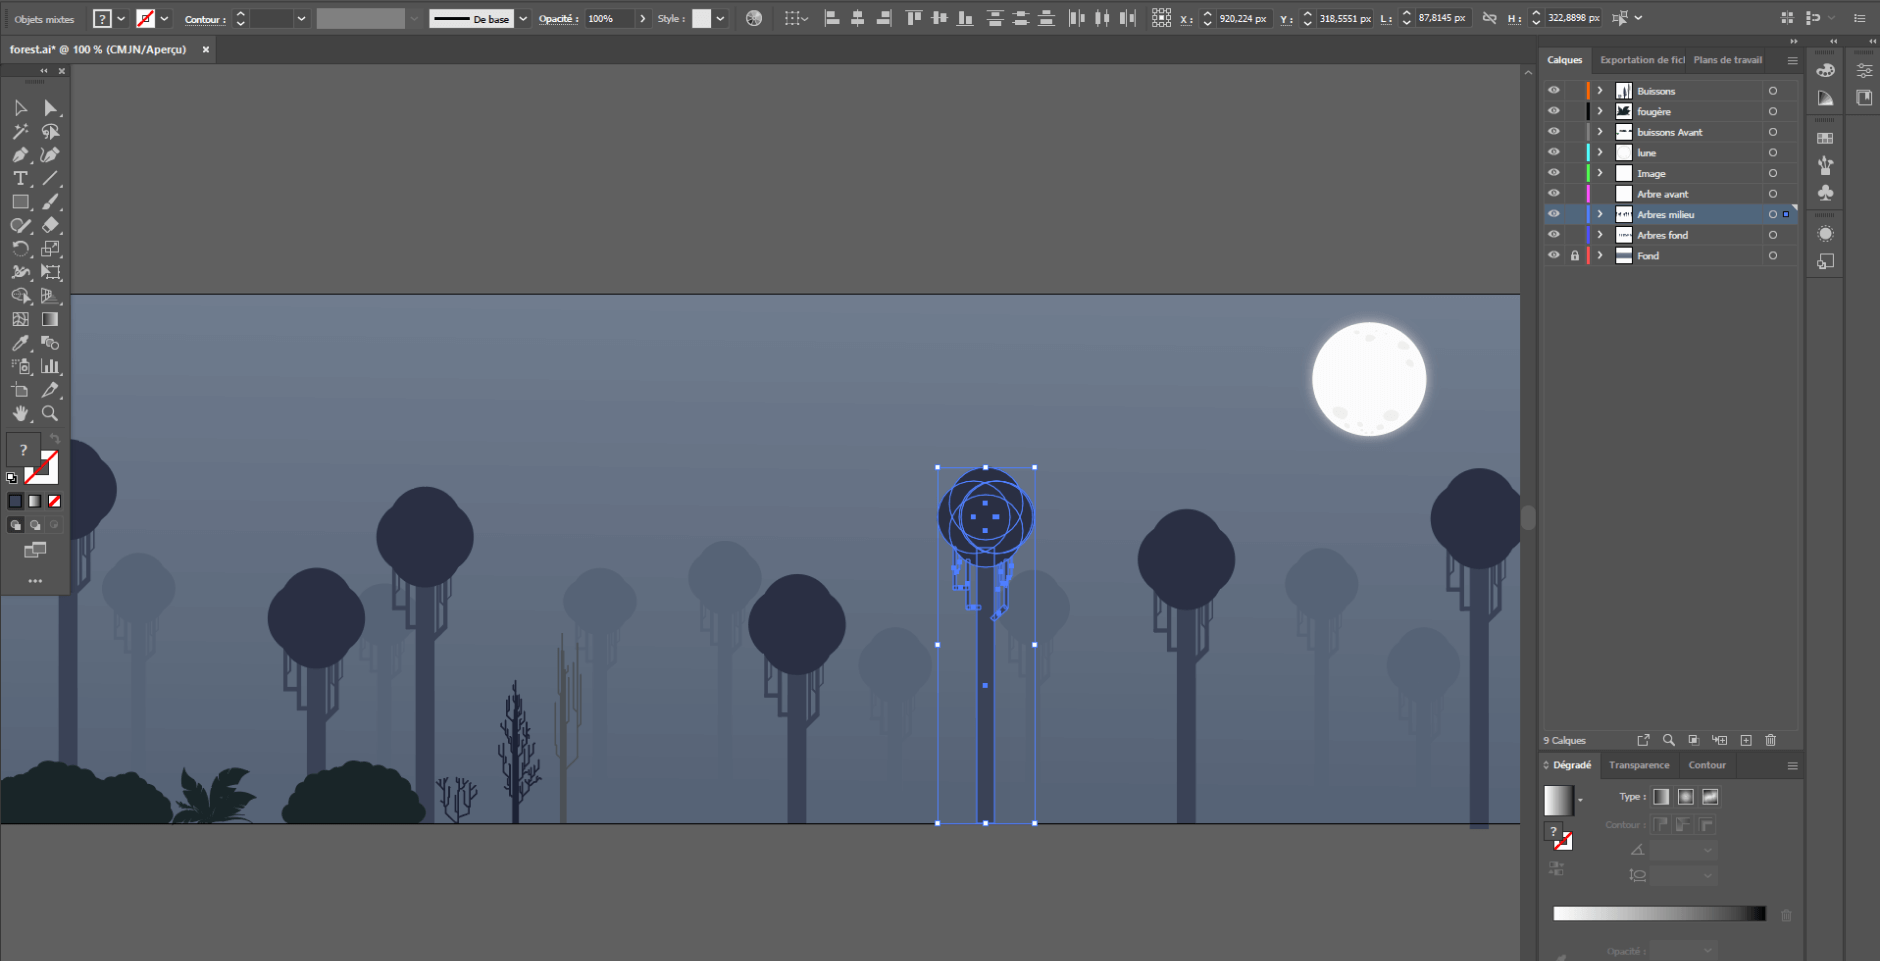 Objets mixtes ? Contour : De base Opacité : 100% Style : X : 920,224 px Y : 318,5551 px L : 87,8145 px H : 322,8898 px
forest.ai* @ 100 % (CMJN/Aperçu) ×
Calques Exportation de fic Plans de travail
Buissons
fougère
buissons Avant
lune
Image
Arbre avant
Arbres milieu
Arbres fond
Fond
T
?
9 Calques
Dégradé Transparence Contour
Type :
Contour :
?
Opacité :